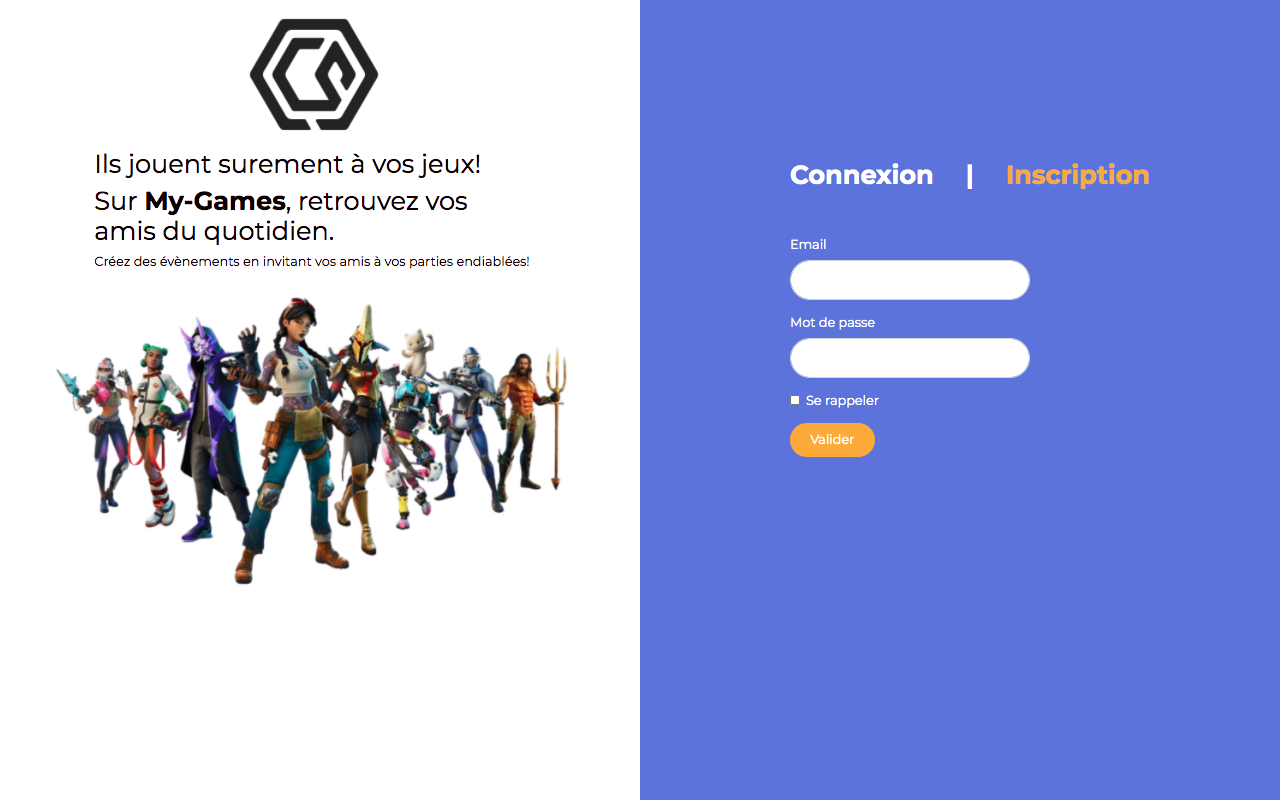 Ils jouent surement à vos jeux!
Sur My-Games, retrouvez vos
amis du quotidien.
Créez des évènements en invitant vos amis à vos parties endiablées!
Connexion | Inscription
Email
Mot de passe
Se rappeler
Valider